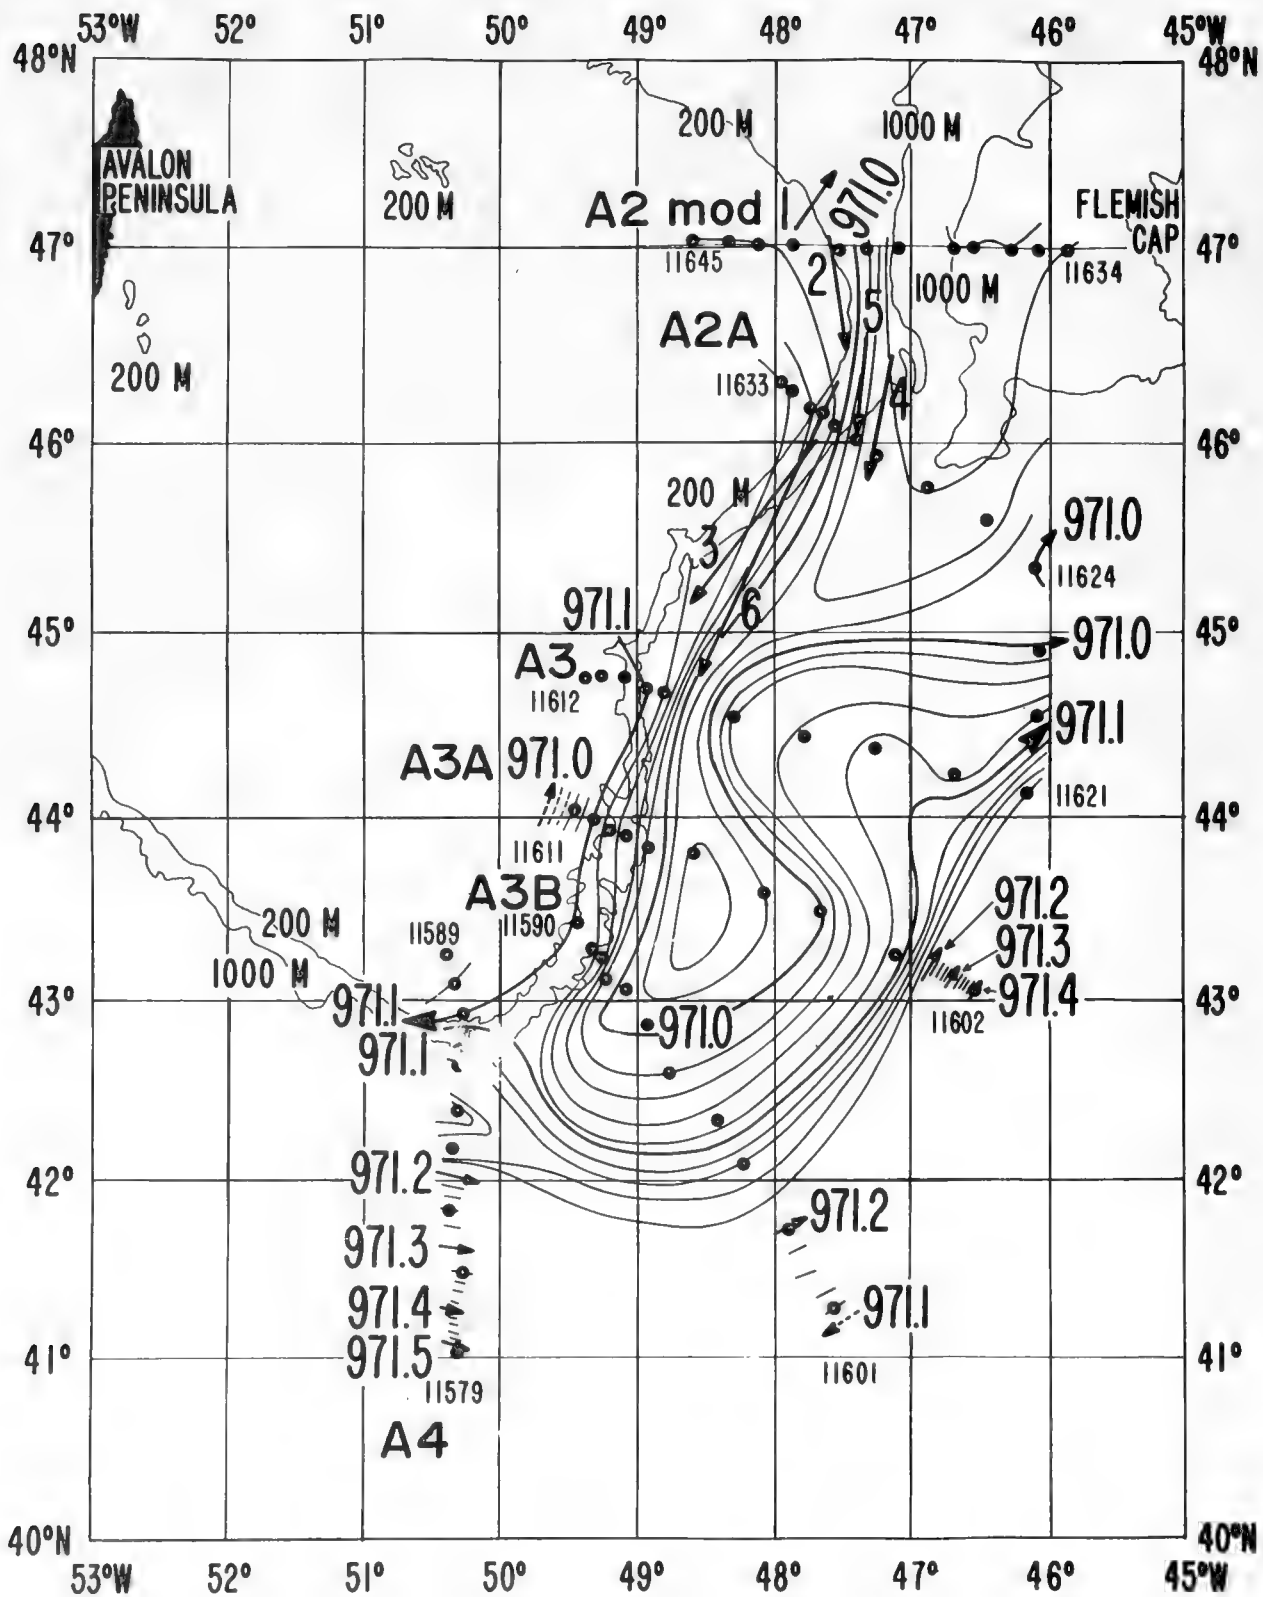 53°W 52° 51° 50° 49° 48° 47° 46° 45°W
48°N 48°N
200 M 1000 M
AVALON
PENINSULA
200 M
A2 mod 1 971.0
FLEMISH
CAP
47° 47°
11645 11634
2 1000 M
5
A2A
200 M
11633 4
46° 46°
200 M
971.0
3
11624
971.1 6
45° 971.0 45°
A3
11612
971.1
A3A 971.0
11621
44° 44°
11611
A3B 971.2
200 M 11589 11590
971.3
1000 M
43° 971.4 43°
971.1 971.0 11602
971.1
42° 971.2 42°
971.2
971.3
971.4 971.1
41° 971.5 41°
11579 11601
A4
40°N 40°N
53°W 52° 51° 50° 49° 48° 47° 46° 45°W